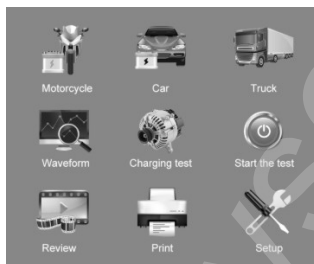 Motorcycle Car Truck
Waveform Charging test Start the test
Review Print Setup